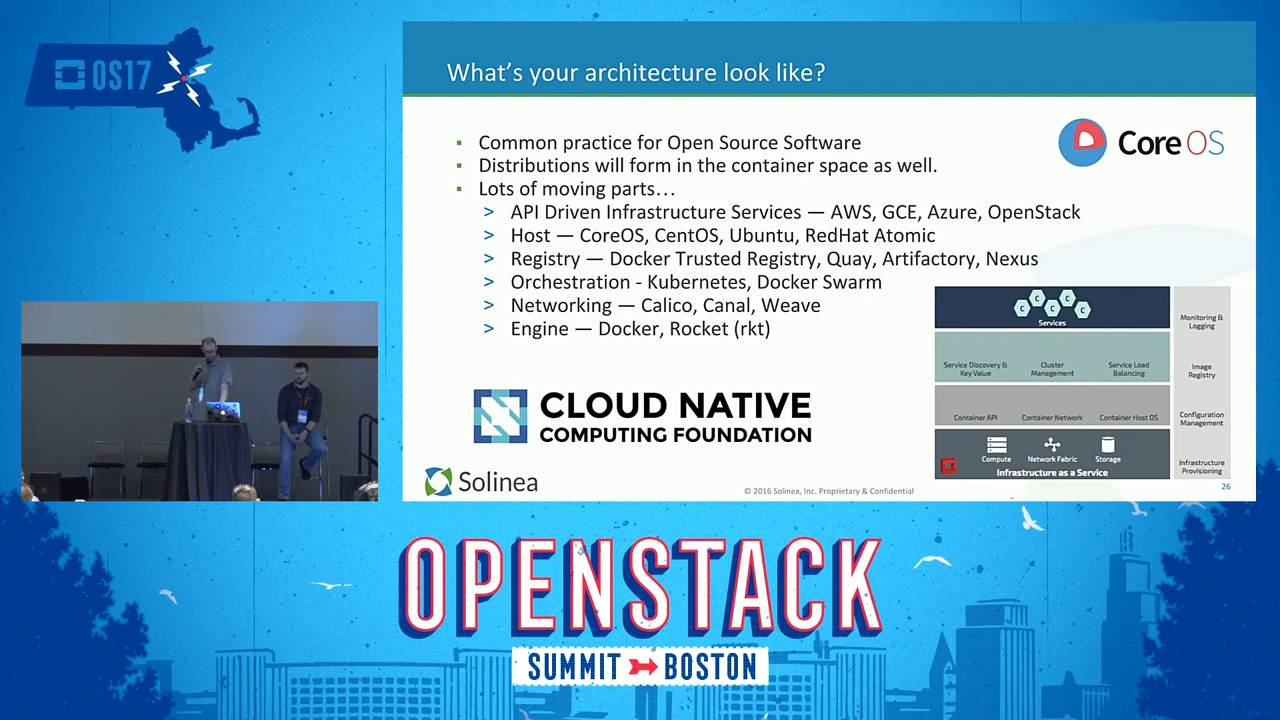 OS17
What's your architecture look like?
Core OS
Common practice for Open Source Software
Distributions will form in the container space as well.
Lots of moving parts...
> API Driven Infrastructure Services — AWS, GCE, Azure, OpenStack
> Host — CoreOS, CentOS, Ubuntu, RedHat Atomic
> Registry — Docker Trusted Registry, Quay, Artifactory, Nexus
> Orchestration - Kubernetes, Docker Swarm
> Networking — Calico, Canal, Weave
> Engine — Docker, Rocket (rkt)
C C C C C
Services
Service Discovery &
Key Value
Cluster
Management
Service Load
Balancing
Container API
Container Network
Container Host OS
Compute
Network Fabric
Storage
Infrastructure as a Service
Monitoring &
Logging
Image
Registry
Configuration
Management
Infrastructure
Provisioning
CLOUD NATIVE
COMPUTING FOUNDATION
Solinea
© 2016 Solinea, Inc. Proprietary & Confidential
26
OPENSTACK
SUMMIT BOSTON